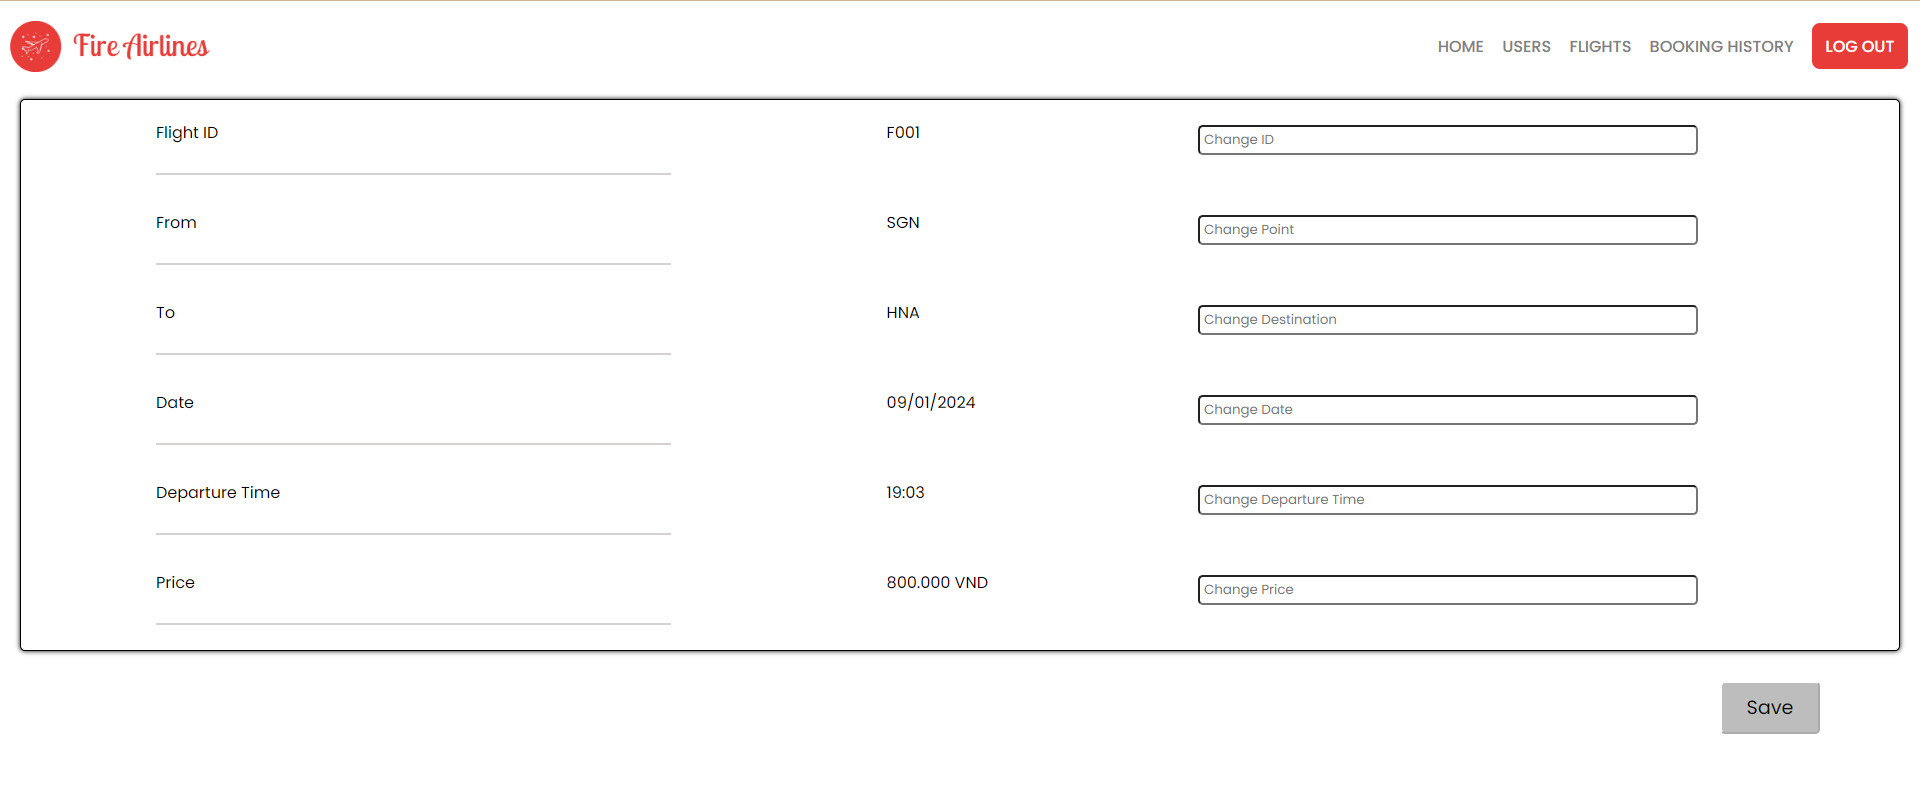 Fire Airlines HOME USERS FLIGHTS BOOKING HISTORY LOG OUT
Flight ID F001 Change ID
From SGN Change Point
To HNA Change Destination
Date 09/01/2024 Change Date
Departure Time 19:03 Change Departure Time
Price 800.000 VND Change Price
Save